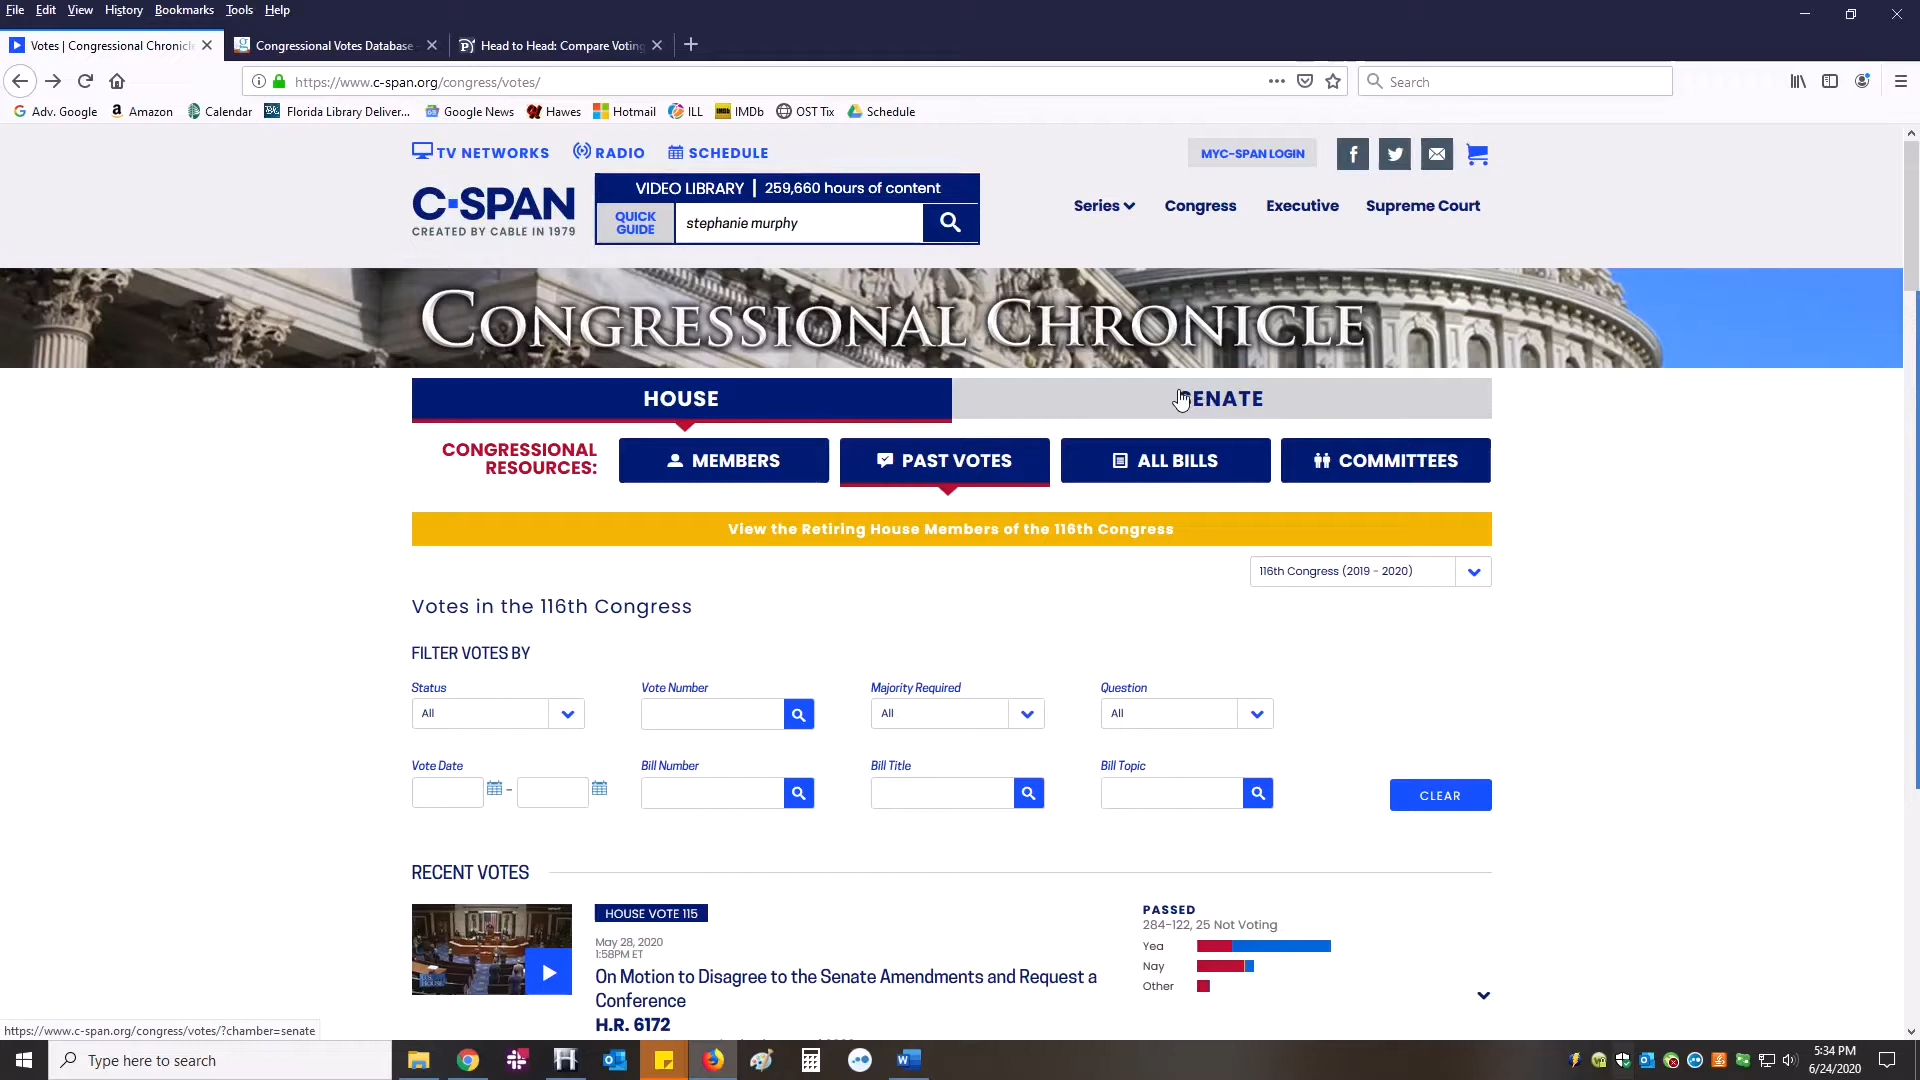 File Edit View History Bookmarks Tools Help
Votes | Congressional Chronicl
Congressional Votes Database
Head to Head: Compare Voting
https://www.c-span.org/congress/votes/
Search
Adv. Google Amazon Calendar Florida Library Deliver... Google News Hawes Hotmail ILL IMDb OST Tix Schedule
TV NETWORKS RADIO SCHEDULE
MYC-SPAN LOGIN
C-SPAN
CREATED BY CABLE IN 1979
VIDEO LIBRARY | 259,660 hours of content
QUICK GUIDE
stephanie murphy
Series Congress Executive Supreme Court
CONGRESSIONAL CHRONICLE
HOUSE
SENATE
CONGRESSIONAL
RESOURCES:
MEMBERS
PAST VOTES
ALL BILLS
COMMITTEES
View the Retiring House Members of the 116th Congress
116th Congress (2019 - 2020)
Votes in the 116th Congress
FILTER VOTES BY
Status Vote Number Majority Required Question
All All All
Vote Date Bill Number Bill Title Bill Topic
-
CLEAR
RECENT VOTES
HOUSE VOTE 115
May 28, 2020
1:58PM ET
On Motion to Disagree to the Senate Amendments and Request a
Conference
H.R. 6172
PASSED
284-122, 25 Not Voting
Yea
Nay
Other
https://www.c-span.org/congress/votes/?chamber=senate
Type here to search
5:34 PM
6/24/2020